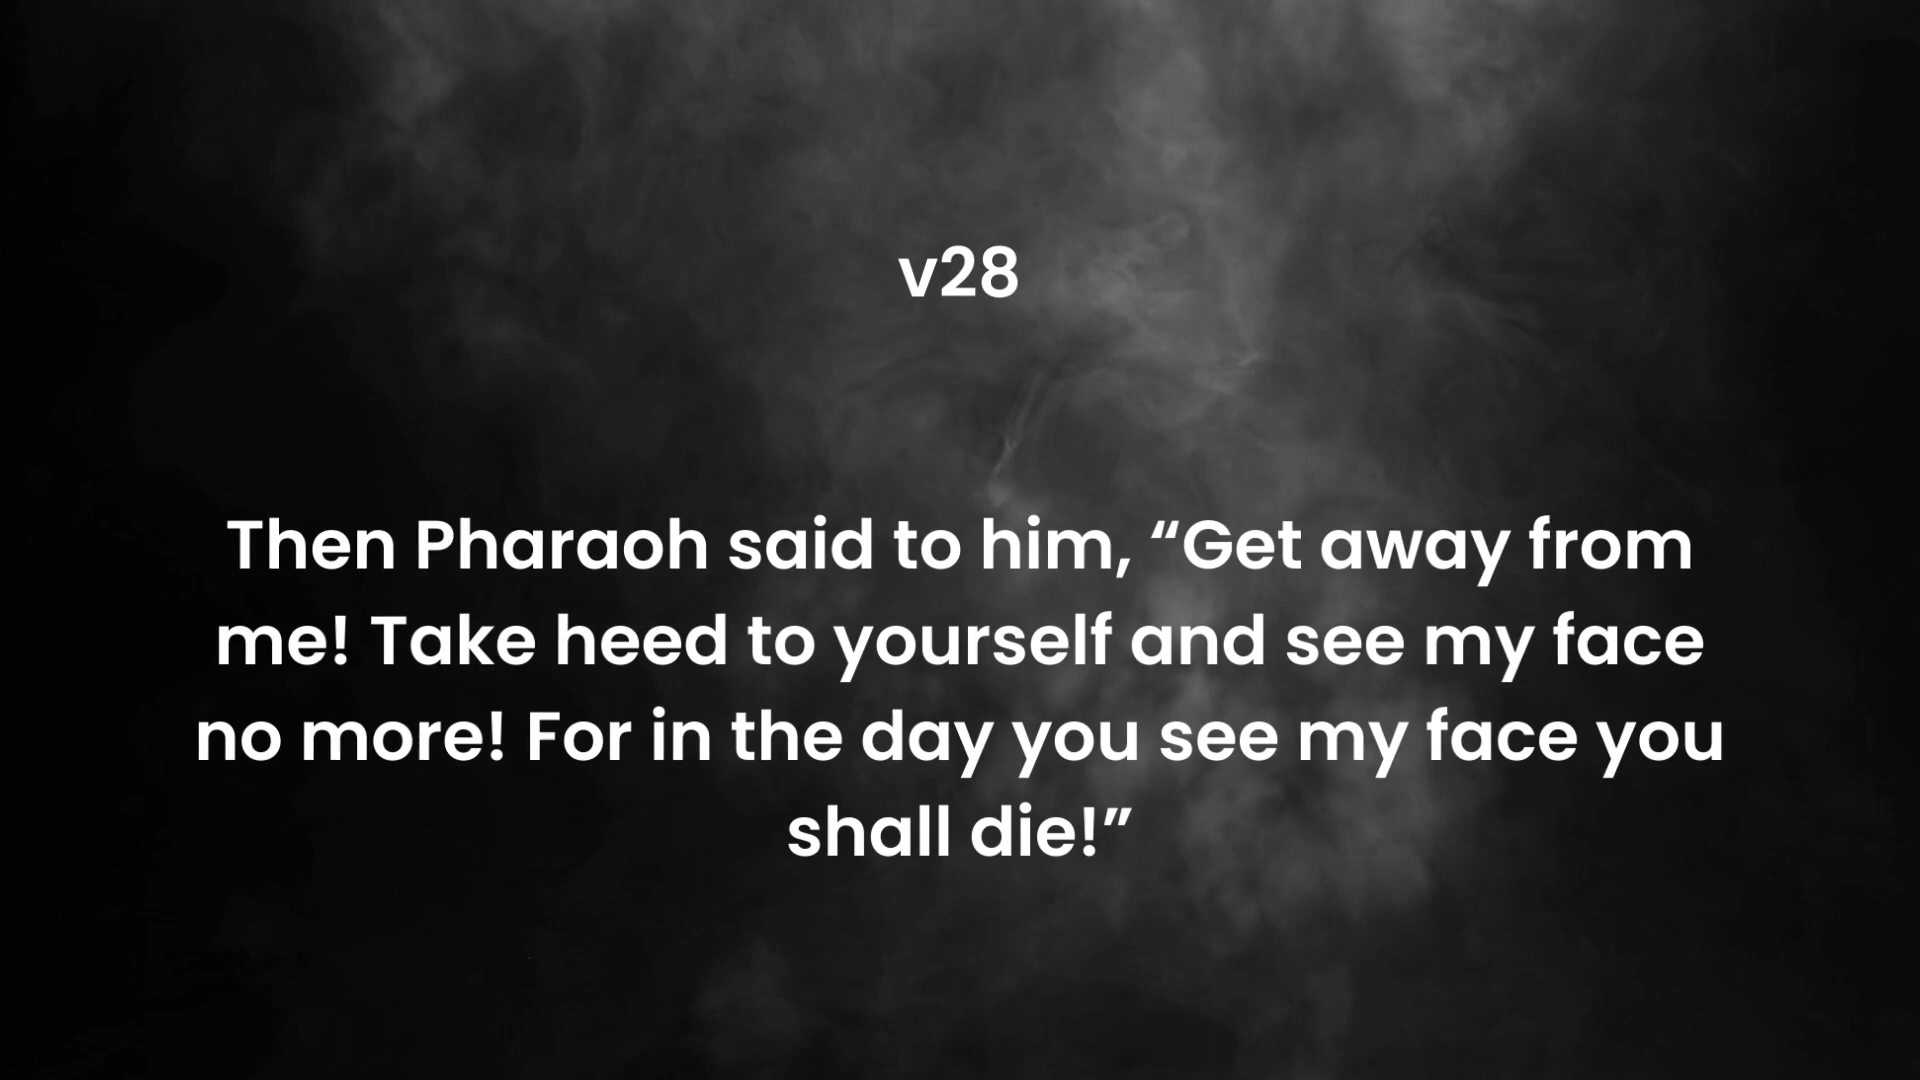 v28
Then Pharaoh said to him, “Get away from
me! Take heed to yourself and see my face
no more! For in the day you see my face you
shall die!”